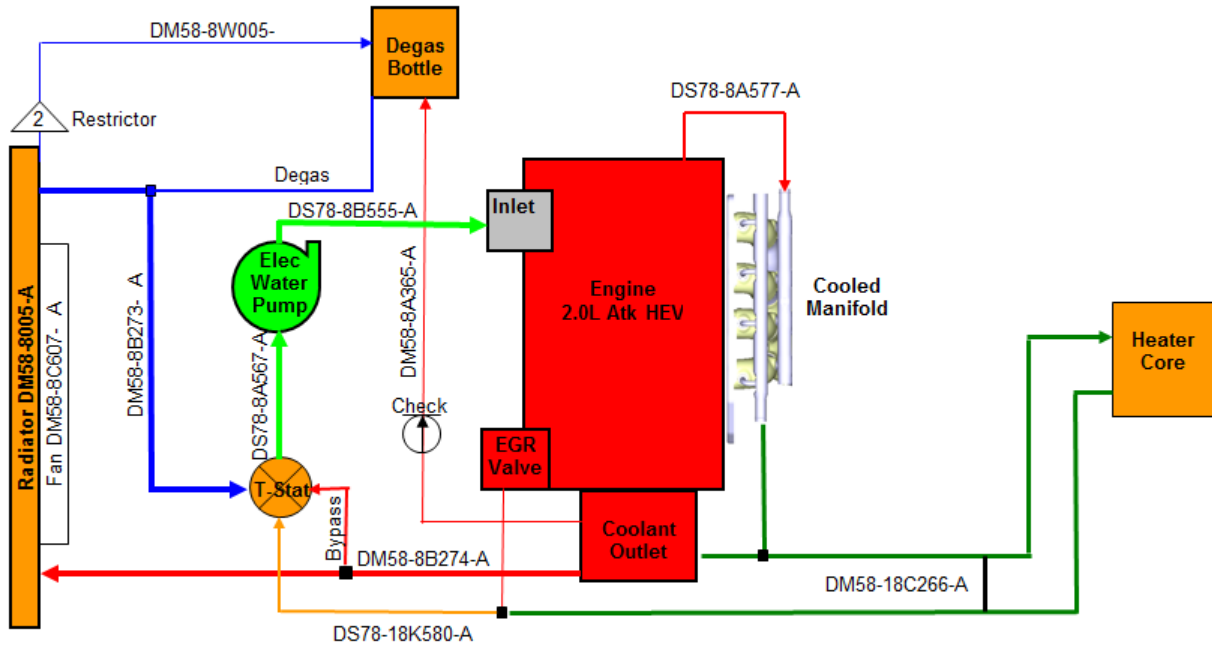 DM58-8W005-
Degas
Bottle
2
Restrictor
DS78-8A577-A
Degas
DS78-8B555-A
Inlet
Elec
Water
Pump
Engine
2.0L Atk HEV
Cooled
Manifold
Heater
Core
Radiator DM58-8005-A
Fan DM58-8C607- A
DM58-8B273- A
DS78-8A567-A
DM58-8A365-A
Check
EGR
Valve
T-Stat
Bypass
Coolant
Outlet
DM58-8B274-A
DM58-18C266-A
DS78-18K580-A